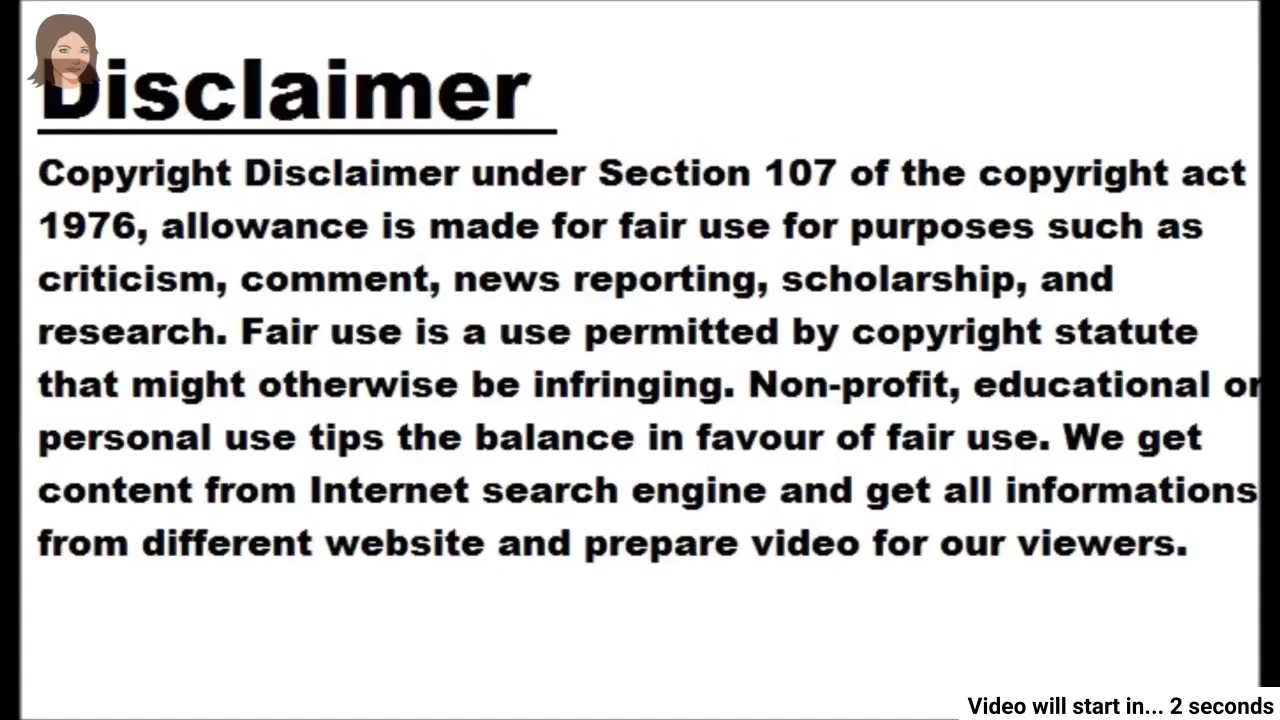 Disclaimer
Copyright Disclaimer under Section 107 of the copyright act
1976, allowance is made for fair use for purposes such as
criticism, comment, news reporting, scholarship, and
research. Fair use is a use permitted by copyright statute
that might otherwise be infringing. Non-profit, educational or
personal use tips the balance in favour of fair use. We get
content from Internet search engine and get all informations
from different website and prepare video for our viewers.
Video will start in... 2 seconds